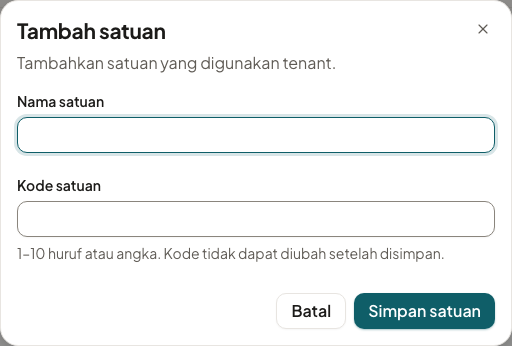 Tambah satuan
Tambahkan satuan yang digunakan tenant.
Nama satuan
Kode satuan
1–10 huruf atau angka. Kode tidak dapat diubah setelah disimpan.
Batal
Simpan satuan